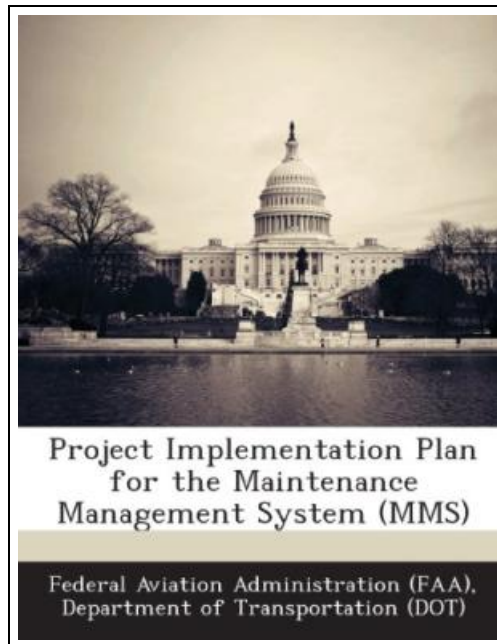 Project Implementation Plan
for the Maintenance
Management System (MMS)
Federal Aviation Administration (FAA),
Department of Transportation (DOT)